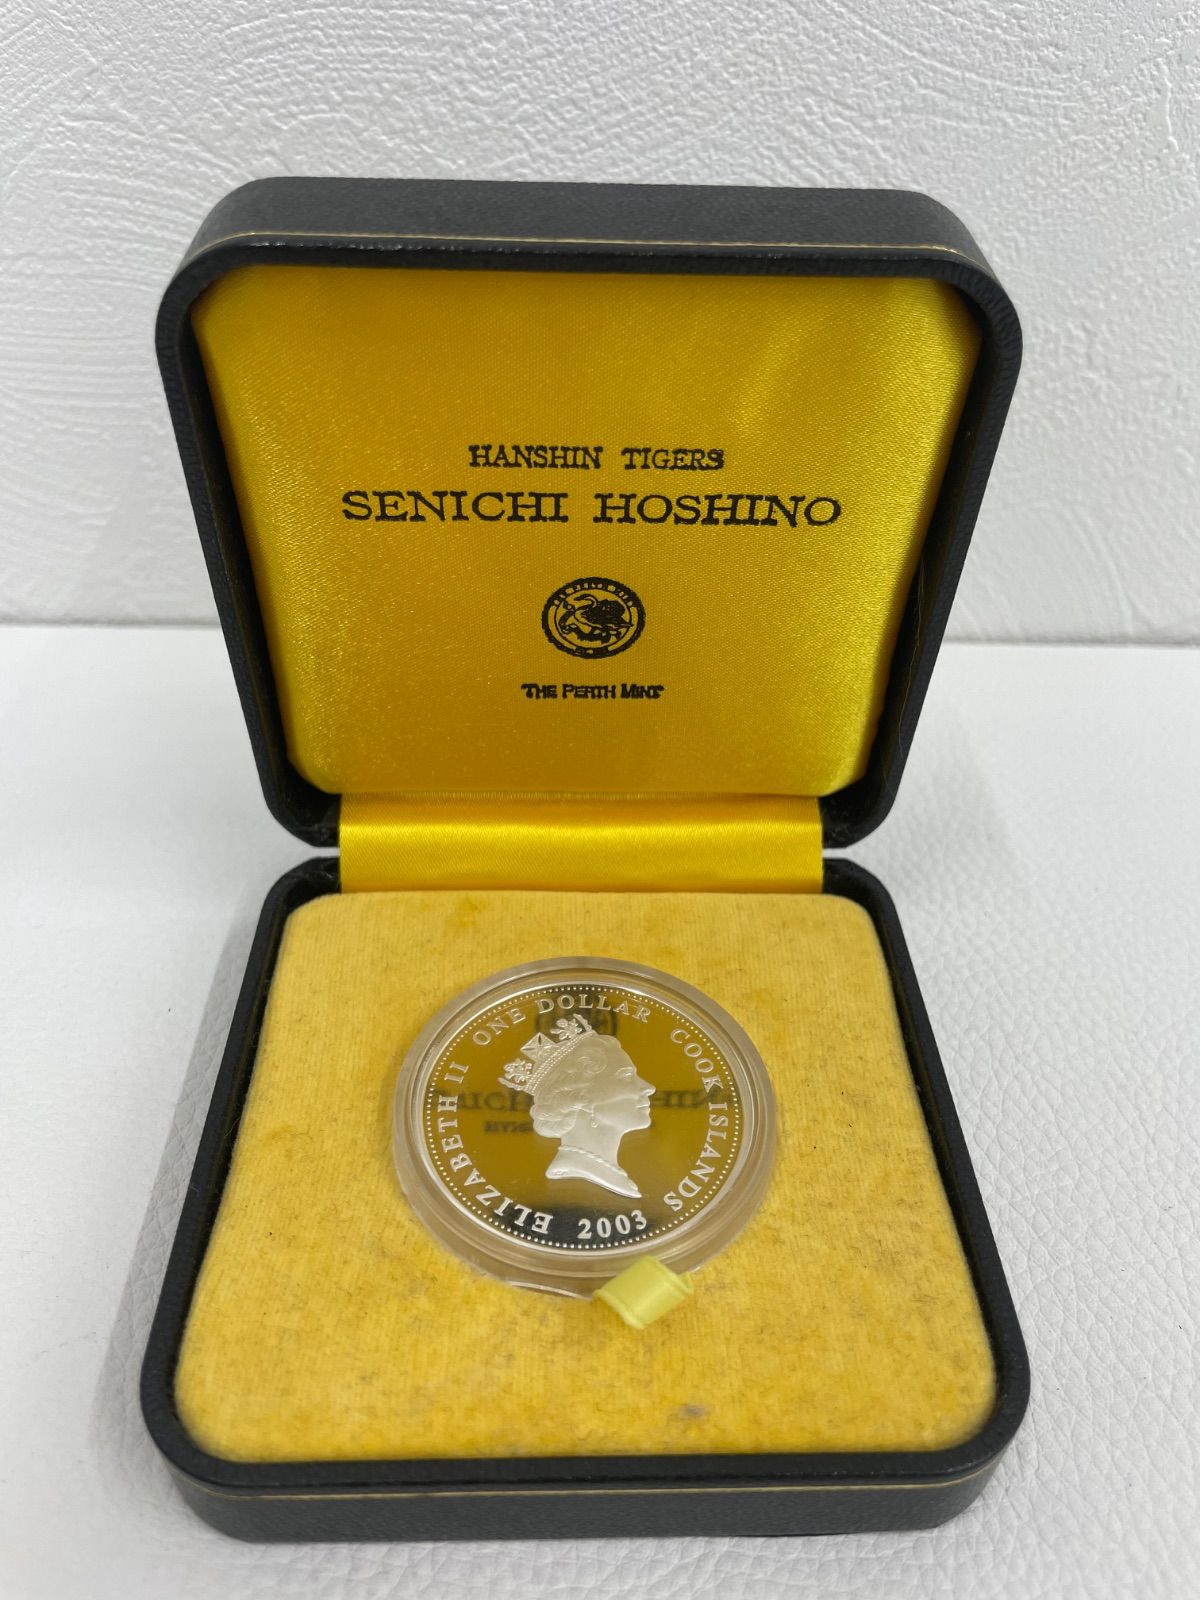 HANSHIN TIGERS
SENICHI HOSHINO
THE PERTH MINT
ELIZABETH II ONE DOLLAR COOK ISLANDS
2003